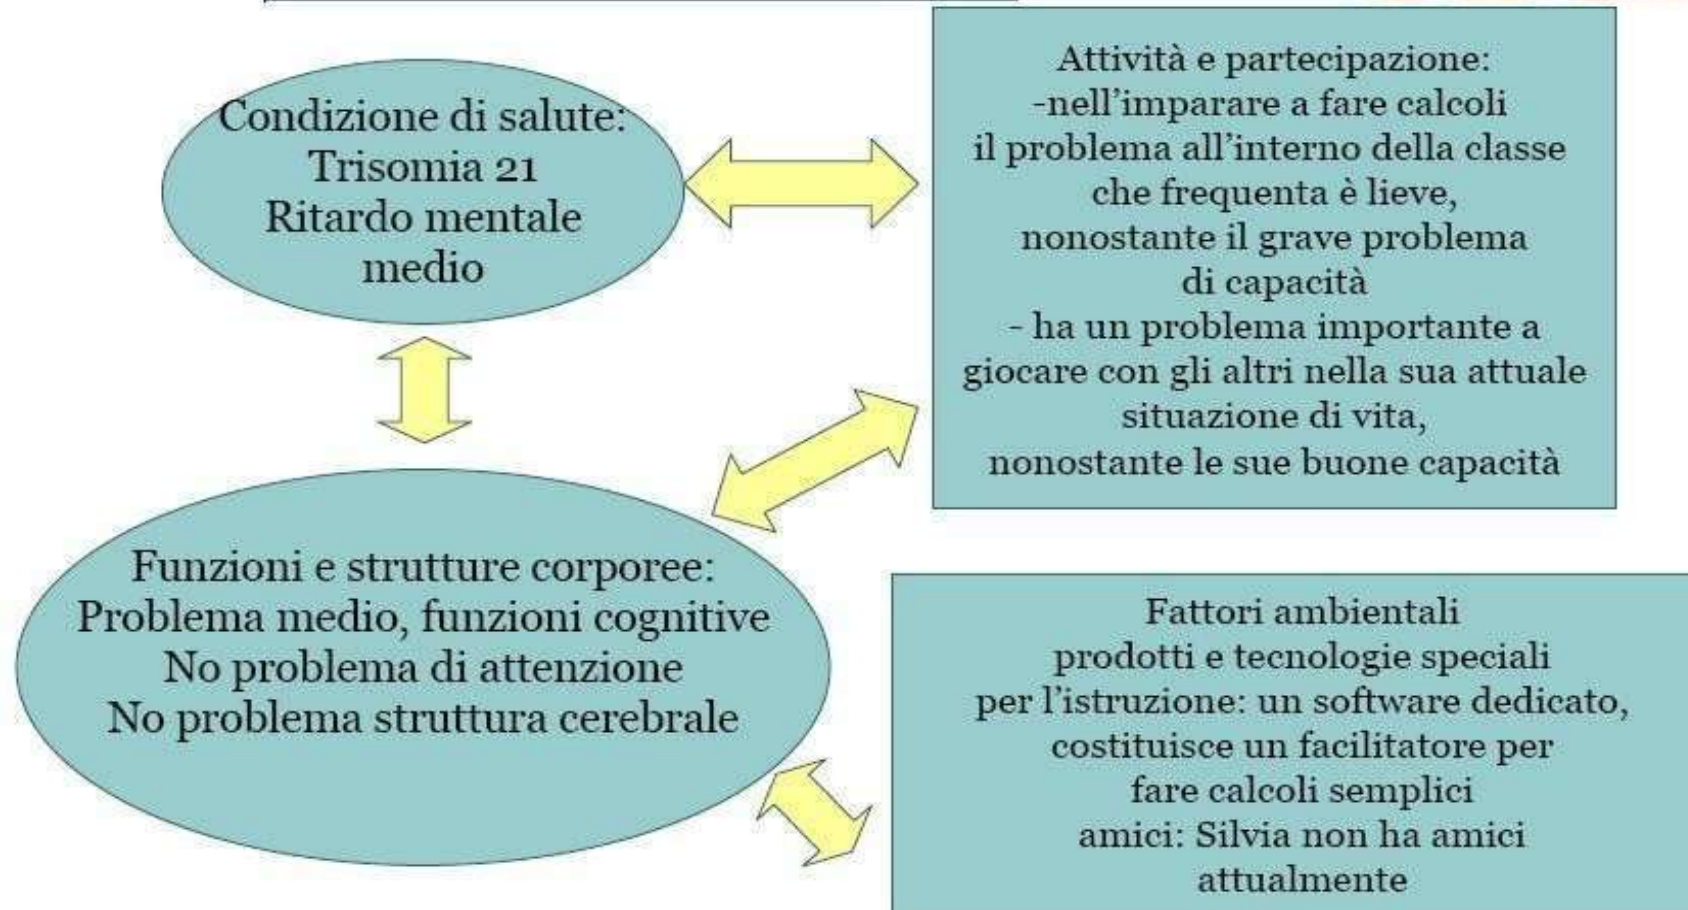 Condizione di salute:
Trisomia 21
Ritardo mentale
medio
Attività e partecipazione:
-nell'imparare a fare calcoli
il problema all'interno della classe
che frequenta è lieve,
nonostante il grave problema
di capacità
- ha un problema importante a
giocare con gli altri nella sua attuale
situazione di vita,
nonostante le sue buone capacità
Funzioni e strutture corporee:
Problema medio, funzioni cognitive
No problema di attenzione
No problema struttura cerebrale
Fattori ambientali
prodotti e tecnologie speciali
per l'istruzione: un software dedicato,
costituisce un facilitatore per
fare calcoli semplici
amici: Silvia non ha amici
attualmente